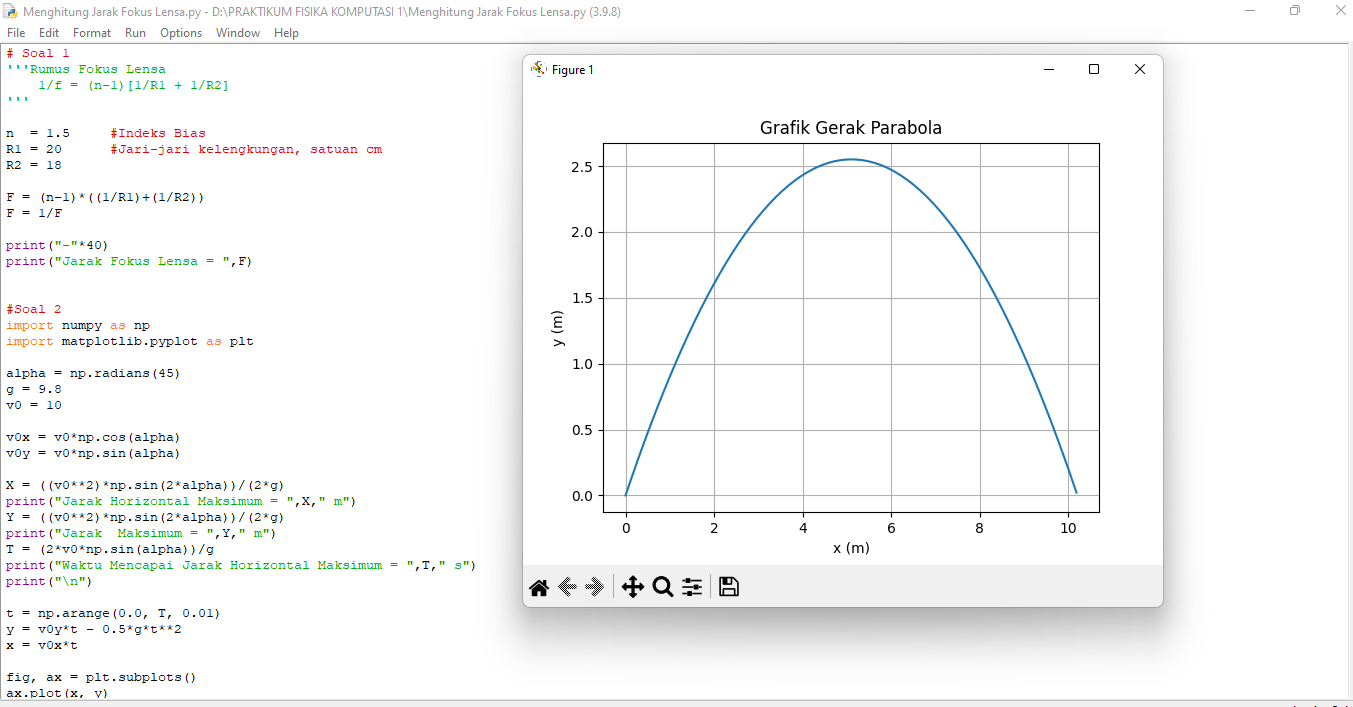 Menghitung Jarak Fokus Lensa.py - D:\PRAKTIKUM FISIKA KOMPUTASI 1\Menghitung Jarak Fokus Lensa.py (3.9.8)
File Edit Format Run Options Window Help
# Soal 1
'''Rumus Fokus Lensa
1/f = (n-1)[1/R1 + 1/R2]
'''
n = 1.5 #Indeks Bias
R1 = 20 #Jari-jari kelengkungan, satuan cm
R2 = 18
F = (n-1)*((1/R1)+(1/R2))
F = 1/F
print("-"*40)
print("Jarak Fokus Lensa = ",F)
#Soal 2
import numpy as np
import matplotlib.pyplot as plt
alpha = np.radians(45)
g = 9.8
v0 = 10
v0x = v0*np.cos(alpha)
v0y = v0*np.sin(alpha)
X = ((v0**2)*np.sin(2*alpha))/(2*g)
print("Jarak Horizontal Maksimum = ",X," m")
Y = ((v0**2)*np.sin(2*alpha))/(2*g)
print("Jarak  Maksimum = ",Y," m")
T = (2*v0*np.sin(alpha))/g
print("Waktu Mencapai Jarak Horizontal Maksimum = ",T," s")
print("\n")
t = np.arange(0.0, T, 0.01)
y = v0y*t - 0.5*g*t**2
x = v0x*t
fig, ax = plt.subplots()
ax.plot(x, y)
Figure 1
Grafik Gerak Parabola
2.5
2.0
1.5
1.0
0.5
0.0
y (m)
0 2 4 6 8 10
x (m)